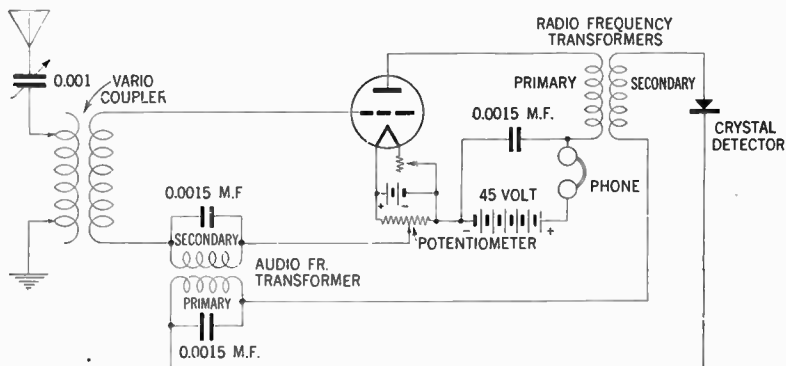 RADIO FREQUENCY
TRANSFORMERS
0.001
VARIO
COUPLER
PRIMARY
SECONDARY
0.0015 M.F.
CRYSTAL
DETECTOR
PHONE
45 VOLT
0.0015 M.F
+
-
-
+
POTENTIOMETER
SECONDARY
AUDIO FR.
TRANSFORMER
PRIMARY
0.0015 M.F.